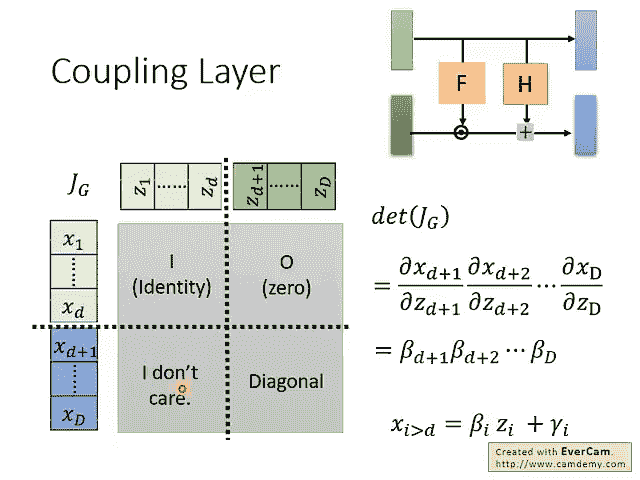 Coupling Layer
F H
+
J_G
z_1 ⋯⋯ z_d z_{d+1} ⋯⋯ z_D
x_1
⋯⋯
x_d
x_{d+1}
⋯⋯
x_D
I
(Identity)
O
(zero)
I don't
care.
Diagonal
det(J_G)
= ∂x_{d+1}/∂z_{d+1} ∂x_{d+2}/∂z_{d+2} ⋯ ∂x_D/∂z_D
= β_{d+1}β_{d+2} ⋯ β_D
x_{i>d} = β_i z_i + γ_i
Created with EverCam.
http://www.camdemy.com